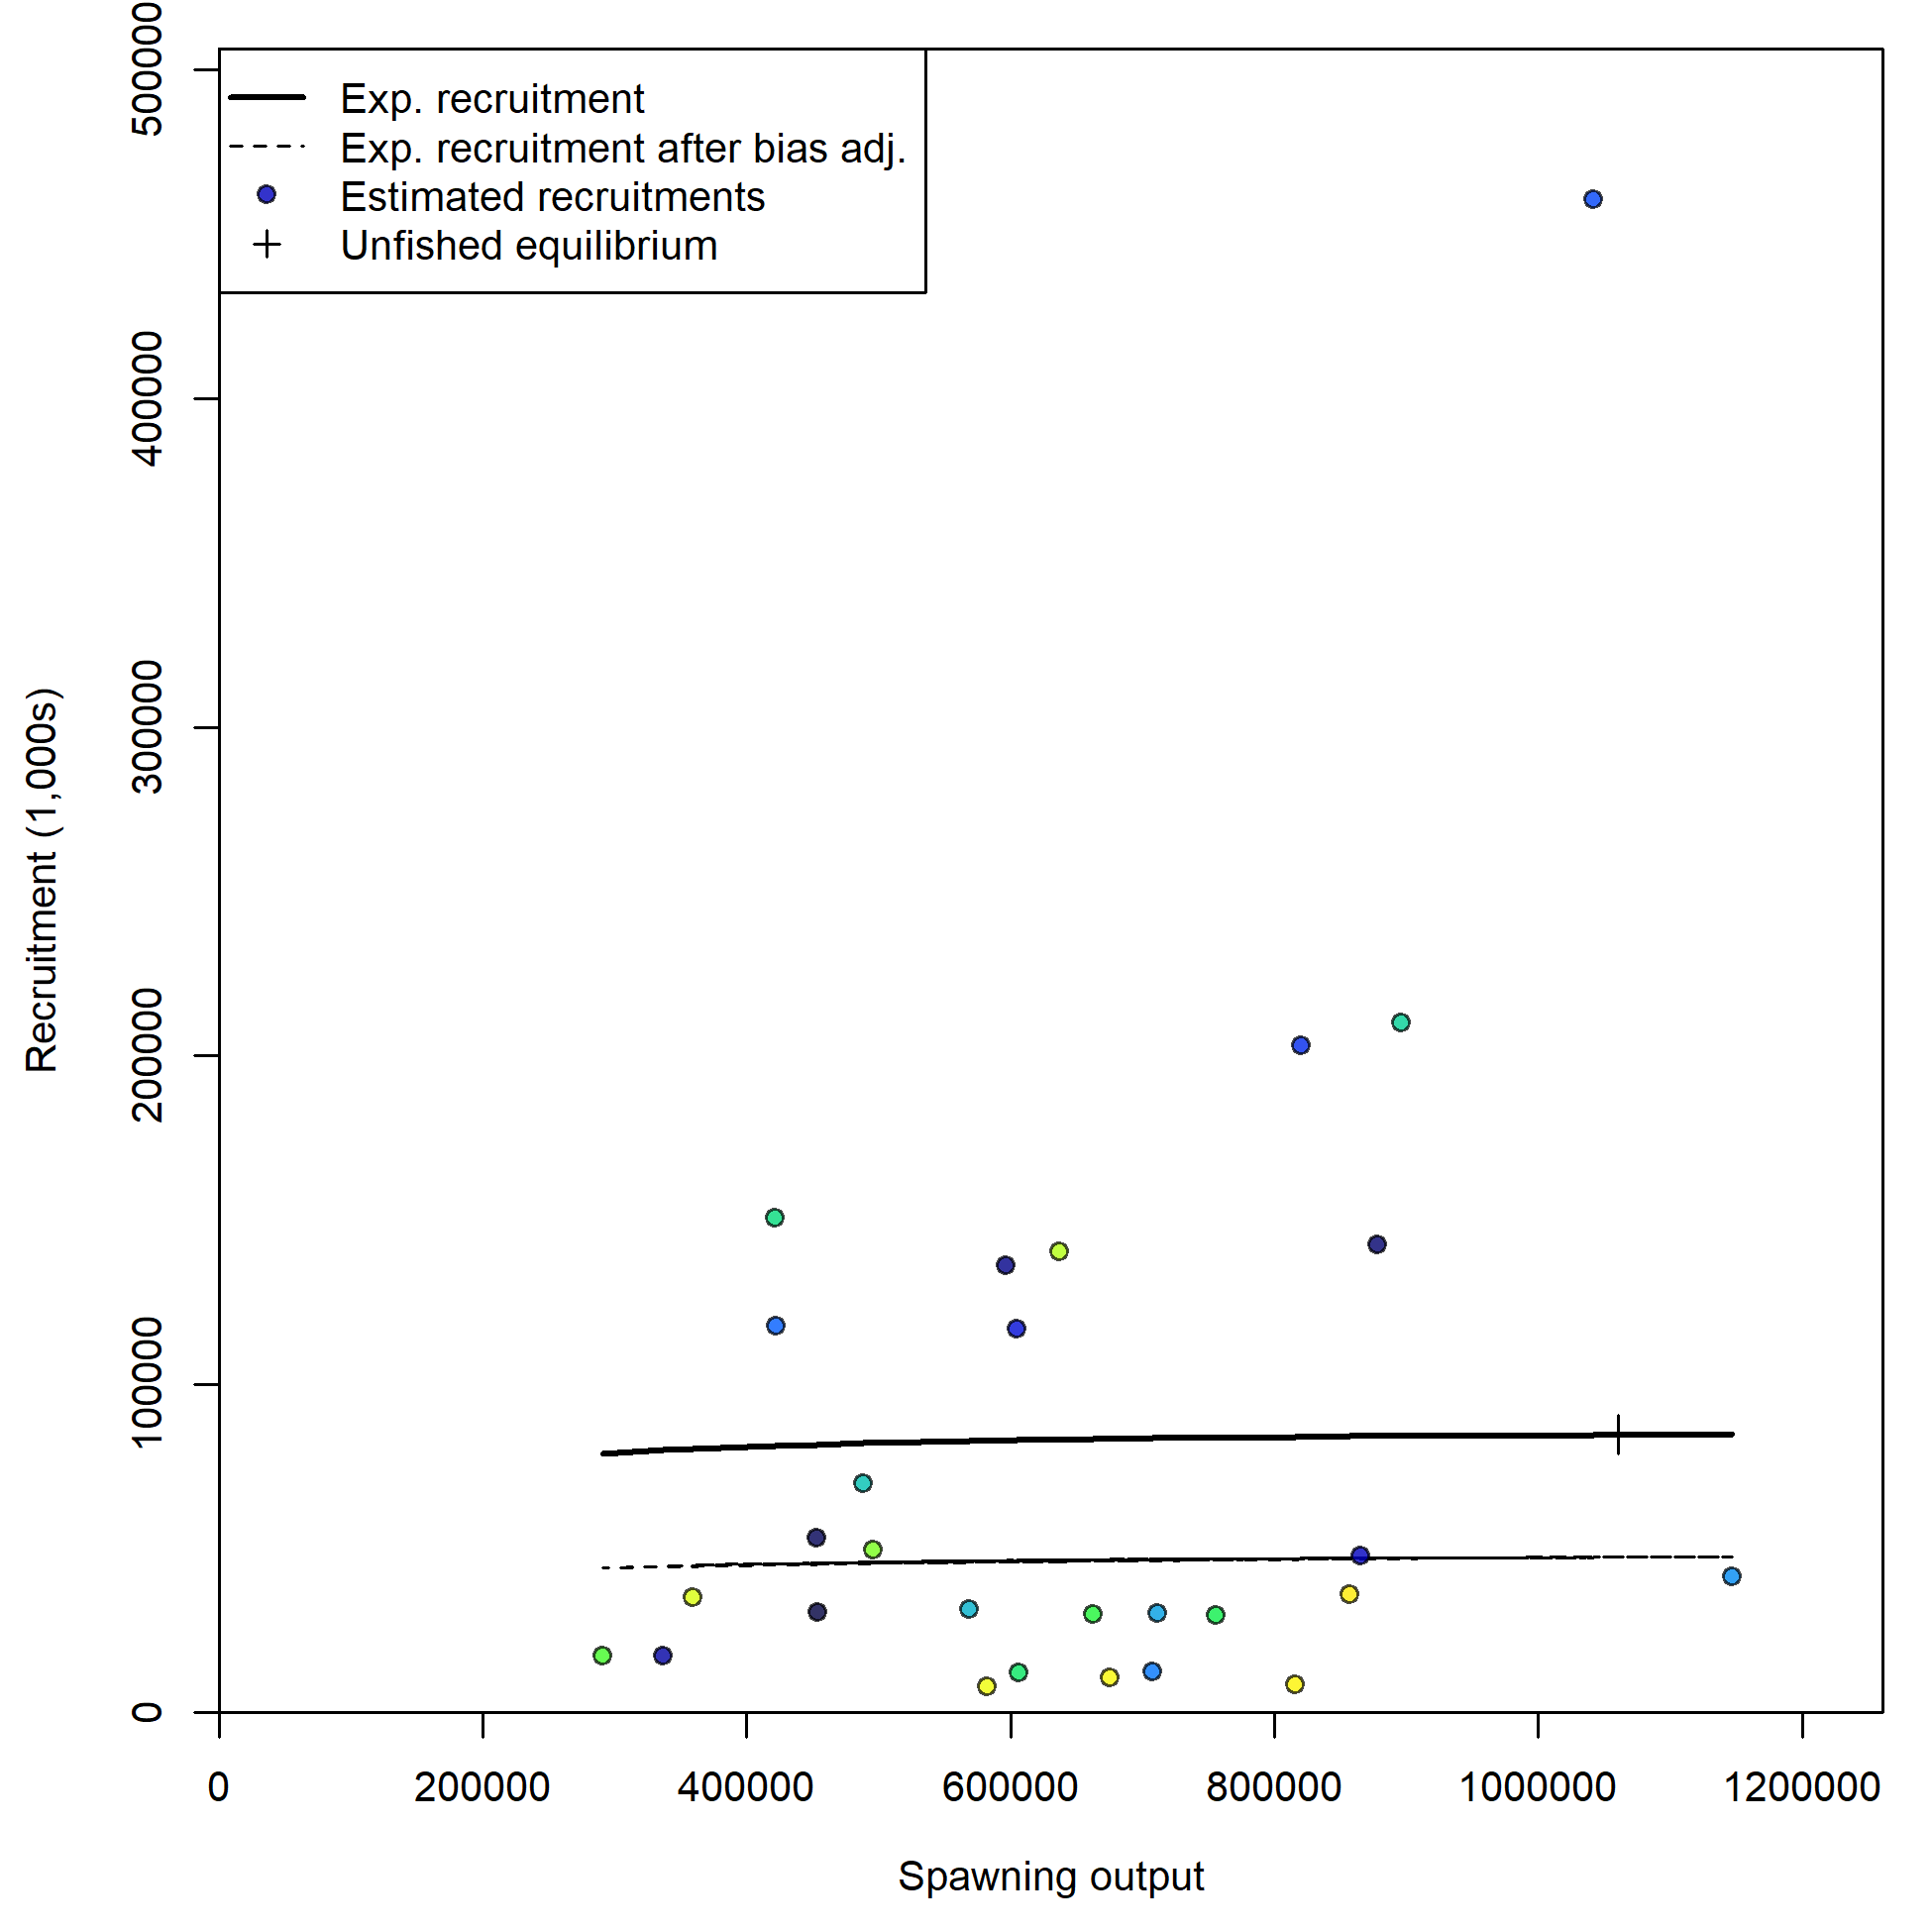 Exp. recruitment
Exp. recruitment after bias adj.
Estimated recruitments
Unfished equilibrium
500000
400000
300000
200000
100000
0
Recruitment (1,000s)
0 200000 400000 600000 800000 1000000 1200000
Spawning output